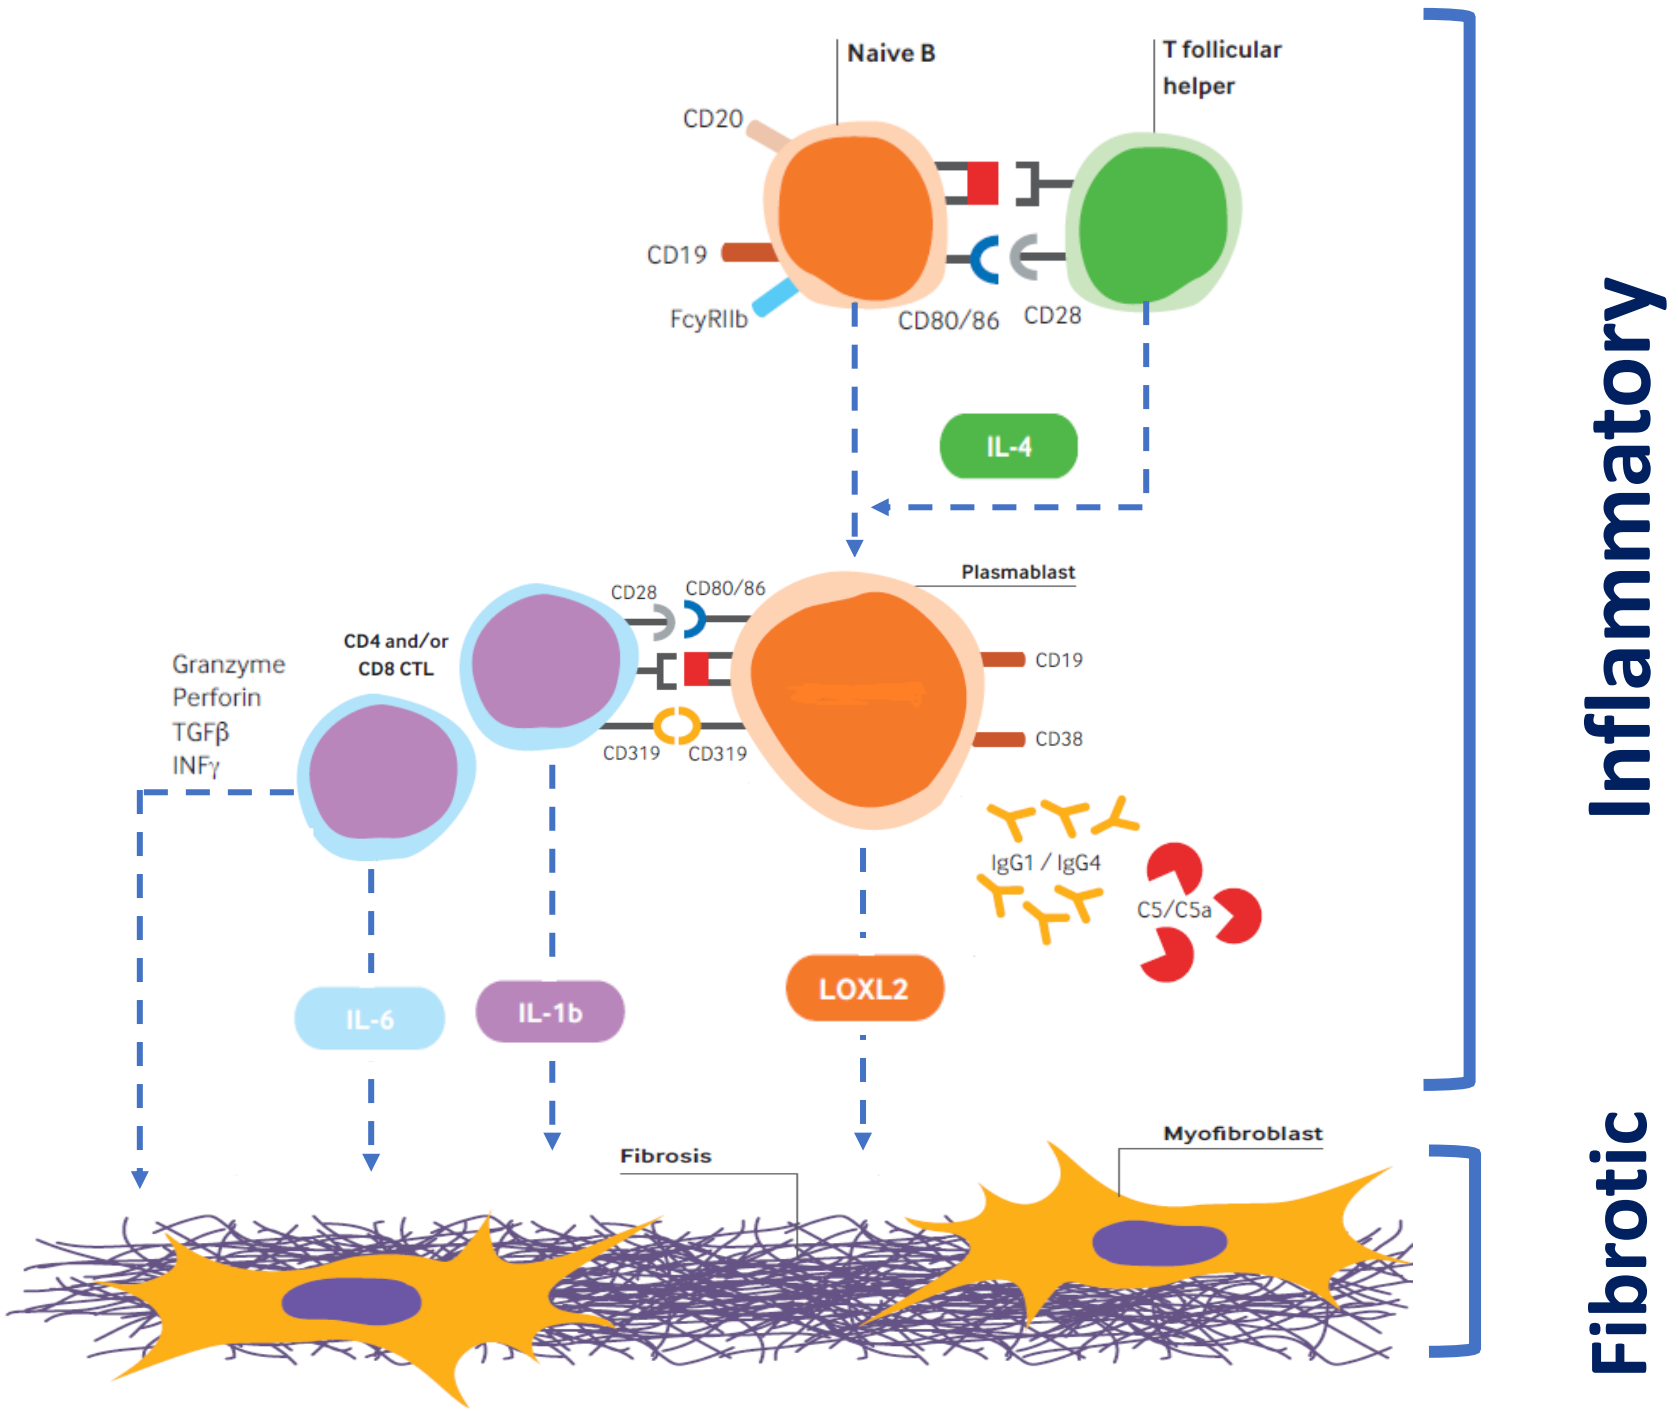 Naive B
T follicular
helper
CD20
CD19
FcyRIIb
CD80/86
CD28
IL-4
Plasmablast
CD28
CD80/86
CD4 and/or
CD8 CTL
CD319
CD319
CD19
CD38
Granzyme
Perforin
TGFβ
INFγ
IgG1 / IgG4
C5/C5a
IL-6
IL-1b
LOXL2
Fibrosis
Myofibroblast
Inflammatory
Fibrotic